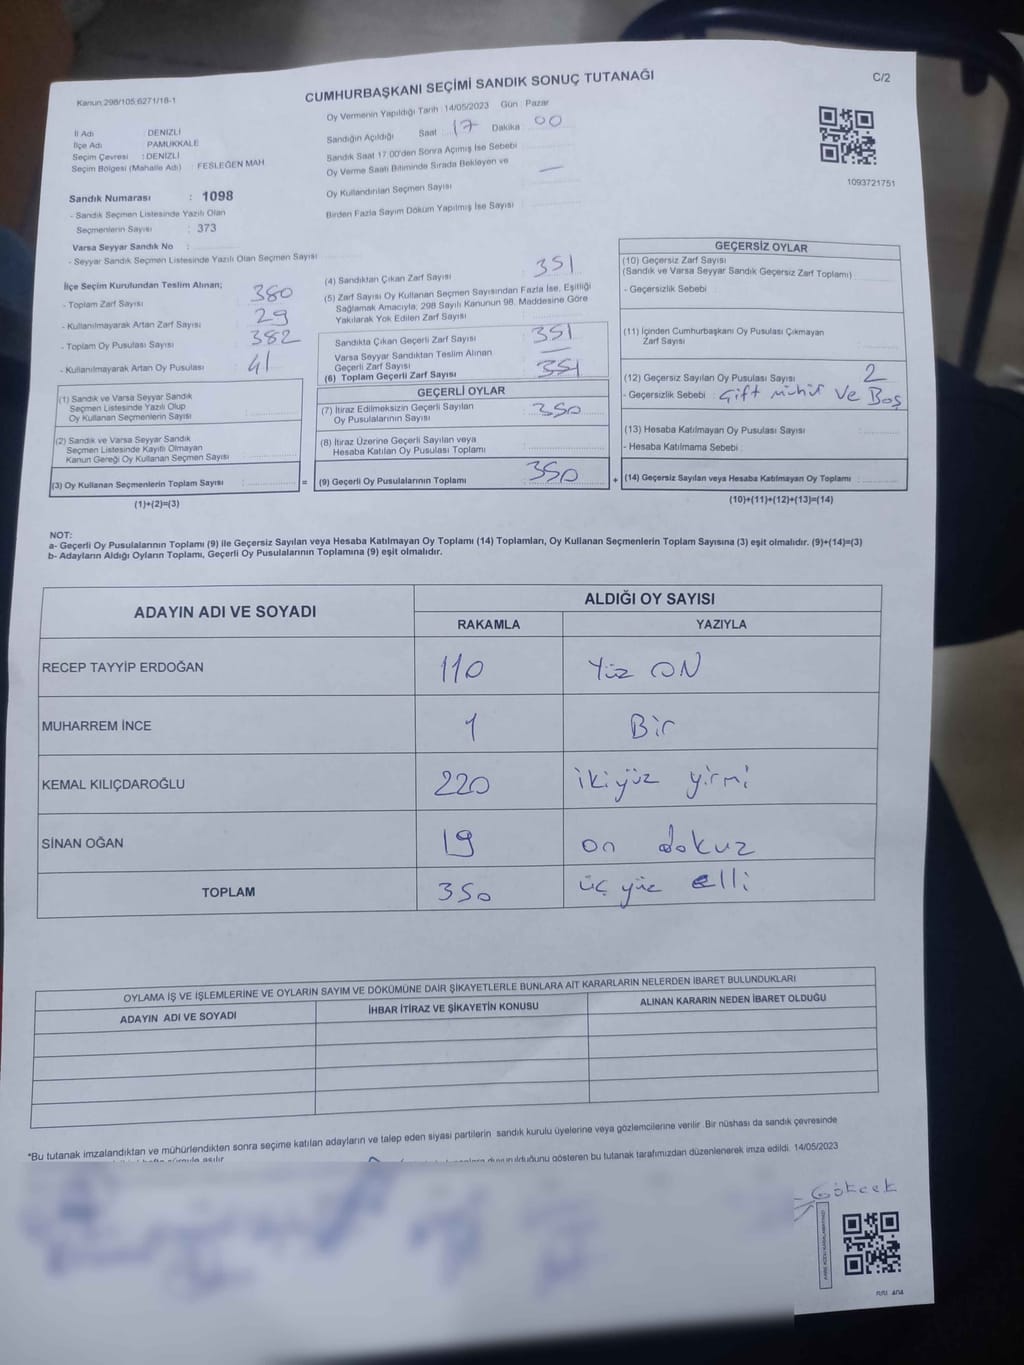 Kanun:298/105;6271/18-1
CUMHURBAŞKANI SEÇİMİ SANDIK SONUÇ TUTANAĞI
C/2
İl Adı : DENİZLİ
İlçe Adı : PAMUKKALE
Seçim Çevresi : DENİZLİ
Seçim Bölgesi (Mahalle Adı) : FESLEĞEN MAH
Sandık Numarası : 1098
- Sandık Seçmen Listesinde Yazılı Olan
Seçmenlerin Sayısı : 373
Varsa Seyyar Sandık No :
- Seyyar Sandık Seçmen Listesinde Yazılı Olan Seçmen Sayısı
Oy Vermenin Yapıldığı Tarih : 14/05/2023 Gün : Pazar
Sandığın Açıldığı Saat 17 Dakika 00
Sandık Saat 17:00'den Sonra Açılmış İse Sebebi
Oy Verme Saati Bitiminde Sırada Bekleyen ve
Oy Kullandırılan Seçmen Sayısı —
Birden Fazla Sayım Döküm Yapılmış İse Sayısı :
1093721751
İlçe Seçim Kurulundan Teslim Alınan;
- Toplam Zarf Sayısı : 380
- Kullanılmayarak Artan Zarf Sayısı : 29
- Toplam Oy Pusulası Sayısı : 382
- Kullanılmayarak Artan Oy Pusulası : 41
(1) Sandık ve Varsa Seyyar Sandık
Seçmen Listesinde Yazılı Olup
Oy Kullanan Seçmenlerin Sayısı
(2) Sandık ve Varsa Seyyar Sandık
Seçmen Listesinde Kayıtlı Olmayan
Kanun Gereği Oy Kullanan Seçmen Sayısı
(3) Oy Kullanan Seçmenlerin Toplam Sayısı :
(1)+(2)=(3)
(4) Sandıktan Çıkan Zarf Sayısı : 351
(5) Zarf Sayısı Oy Kullanan Seçmen Sayısından Fazla İse, Eşitliği
Sağlamak Amacıyla; 298 Sayılı Kanunun 98. Maddesine Göre
Yakılarak Yok Edilen Zarf Sayısı :
Sandıkta Çıkan Geçerli Zarf Sayısı : 351
Varsa Seyyar Sandıktan Teslim Alınan
Geçerli Zarf Sayısı —
(6) Toplam Geçerli Zarf Sayısı : 351
GEÇERLİ OYLAR
(7) İtiraz Edilmeksizin Geçerli Sayılan
Oy Pusulalarının Sayısı : 350
(8) İtiraz Üzerine Geçerli Sayılan veya
Hesaba Katılan Oy Pusulası Toplamı
(9) Geçerli Oy Pusulalarının Toplamı : 350
=
+
GEÇERSİZ OYLAR
(10) Geçersiz Zarf Sayısı
(Sandık ve Varsa Seyyar Sandık Geçersiz Zarf Toplamı)
- Geçersizlik Sebebi :
(11) İçinden Cumhurbaşkanı Oy Pusulası Çıkmayan
Zarf Sayısı
(12) Geçersiz Sayılan Oy Pusulası Sayısı 2
- Geçersizlik Sebebi : Çift mühür Ve Boş
(13) Hesaba Katılmayan Oy Pusulası Sayısı
- Hesaba Katılmama Sebebi
(14) Geçersiz Sayılan veya Hesaba Katılmayan Oy Toplamı :
(10)+(11)+(12)+(13)=(14)
NOT:
a- Geçerli Oy Pusulalarının Toplamı (9) ile Geçersiz Sayılan veya Hesaba Katılmayan Oy Toplamı (14) Toplamları, Oy Kullanan Seçmenlerin Toplam Sayısına (3) eşit olmalıdır. (9)+(14)=(3)
b- Adayların Aldığı Oyların Toplamı, Geçerli Oy Pusulalarının Toplamına (9) eşit olmalıdır.
ADAYIN ADI VE SOYADI
ALDIĞI OY SAYISI
RAKAMLA YAZIYLA
RECEP TAYYİP ERDOĞAN 110 Yüz ON
MUHARREM İNCE 1 Bir
KEMAL KILIÇDAROĞLU 220 ikiyüz yirmi
SİNAN OĞAN 19 on dokuz
TOPLAM 350 üç yüz elli
OYLAMA İŞ VE İŞLEMLERİNE VE OYLARIN SAYIM VE DÖKÜMÜNE DAİR ŞİKAYETLERLE BUNLARA AİT KARARLARIN NELERDEN İBARET BULUNDUKLARI
ADAYIN ADI VE SOYADI İHBAR İTİRAZ VE ŞİKAYETİN KONUSU ALINAN KARARIN NEDEN İBARET OLDUĞU
*Bu tutanak imzalandıktan ve mühürlendikten sonra seçime katılan adayların ve talep eden siyasi partilerin sandık kurulu üyelerine veya gözlemcilerine verilir. Bir nüshası da sandık çevresinde
duyurulduğunu gösteren bu tutanak tarafımızdan düzenlenerek imza edildi. 14/05/2023
Gökçek